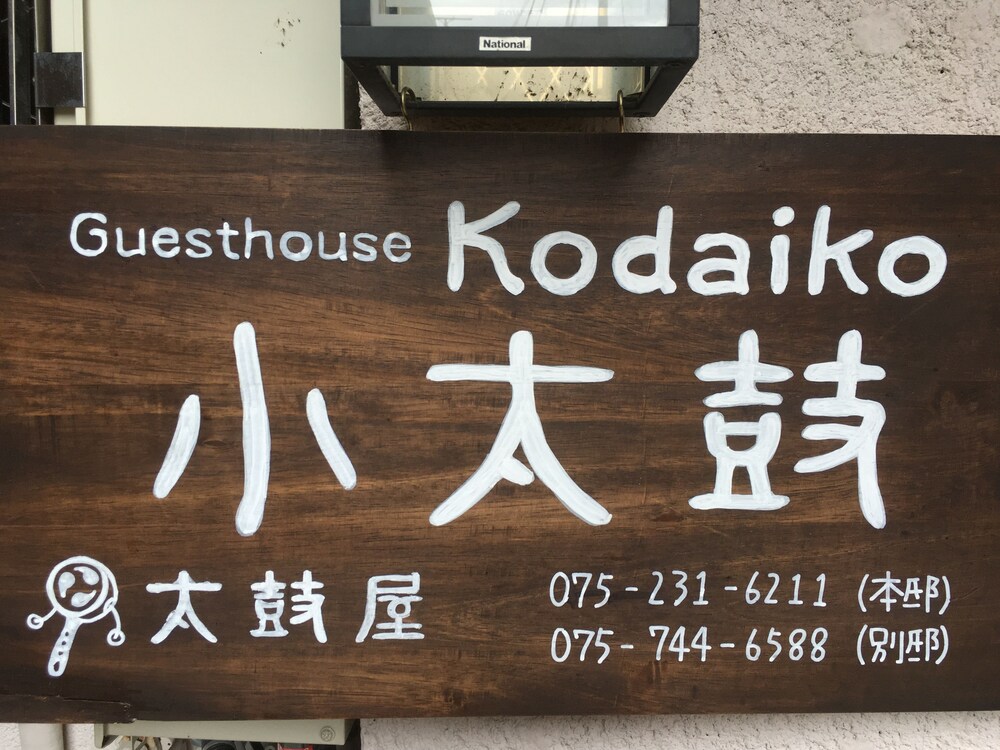 National
Guesthouse Kodaiko
小太鼓
太鼓屋
075-231-6211 (本邸)
075-744-6588 (別邸)